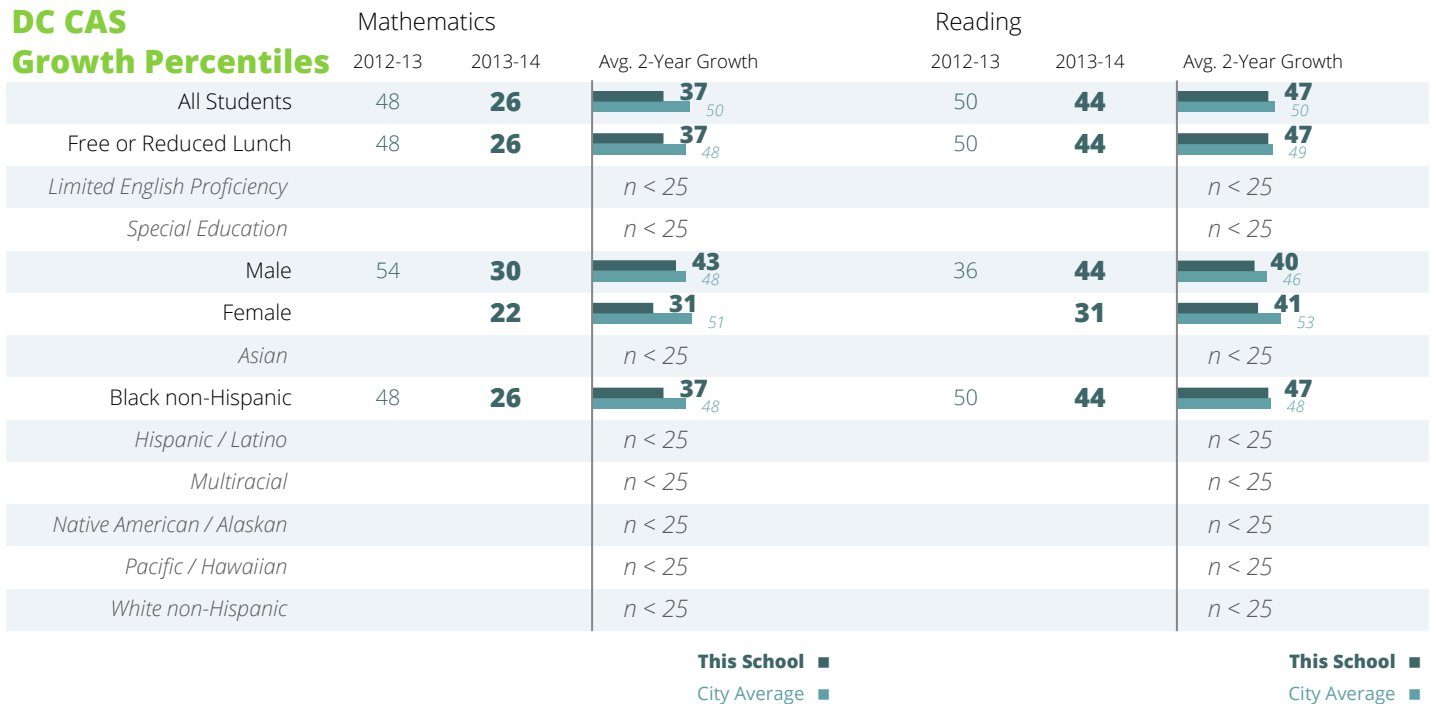 DC CAS Mathematics Reading
Growth Percentiles 2012-13 2013-14 Avg. 2-Year Growth 2012-13 2013-14 Avg. 2-Year Growth
All Students 48 26 37 50 50 44 47 50
Free or Reduced Lunch 48 26 37 48 50 44 47 49
Limited English Proficiency n < 25 n < 25
Special Education n < 25 n < 25
Male 54 30 43 48 36 44 40 46
Female 22 31 51 31 41 53
Asian n < 25 n < 25
Black non-Hispanic 48 26 37 48 50 44 47 48
Hispanic / Latino n < 25 n < 25
Multiracial n < 25 n < 25
Native American / Alaskan n < 25 n < 25
Pacific / Hawaiian n < 25 n < 25
White non-Hispanic n < 25 n < 25
This School This School
City Average City Average